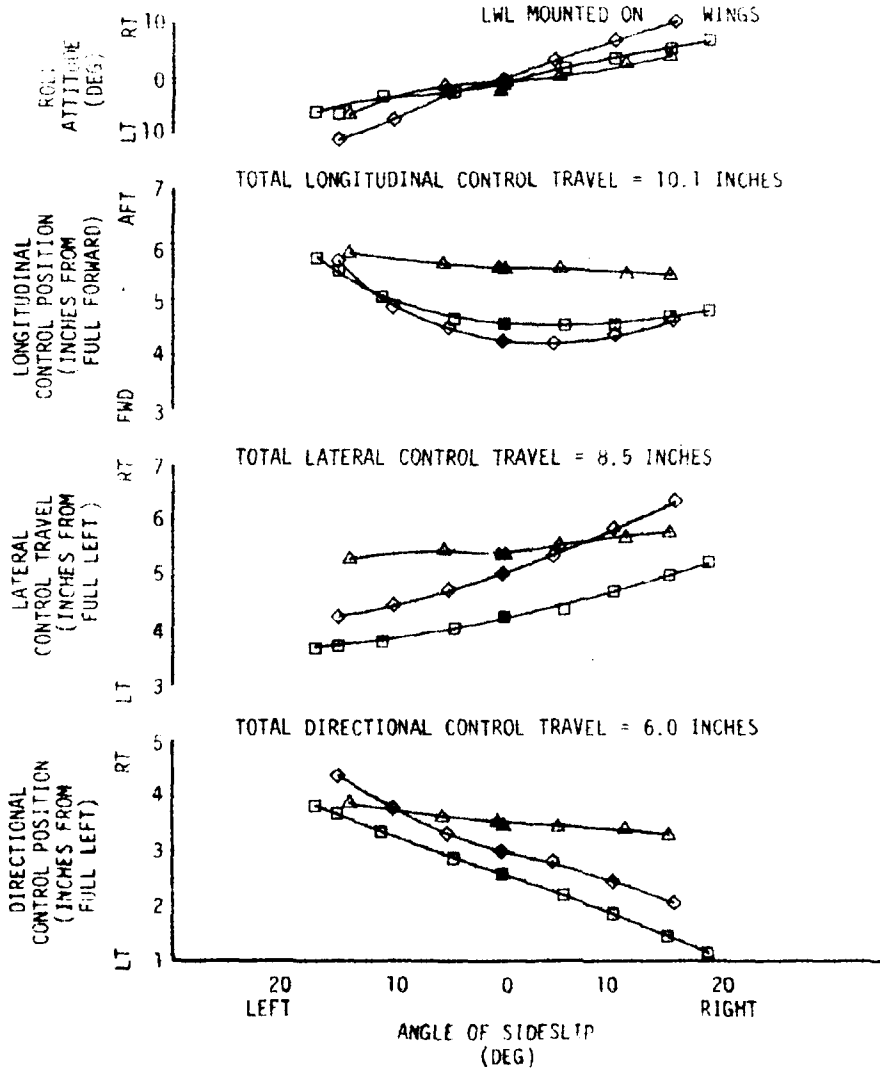 LWL MOUNTED ON WINGS
ROLL
ATTITUDE
(DEG)
RT
LT
10
0
10
TOTAL LONGITUDINAL CONTROL TRAVEL = 10.1 INCHES
LONGITUDINAL
CONTROL POSITION
(INCHES FROM
FULL FORWARD)
AFT
FWD
7
6
5
4
3
TOTAL LATERAL CONTROL TRAVEL = 8.5 INCHES
LATERAL
CONTROL TRAVEL
(INCHES FROM
FULL LEFT)
RT
LT
7
6
5
4
3
TOTAL DIRECTIONAL CONTROL TRAVEL = 6.0 INCHES
DIRECTIONAL
CONTROL POSITION
(INCHES FROM
FULL LEFT)
RT
LT
5
4
3
2
1
20 10 0 10 20
LEFT RIGHT
ANGLE OF SIDESLIP
(DEG)